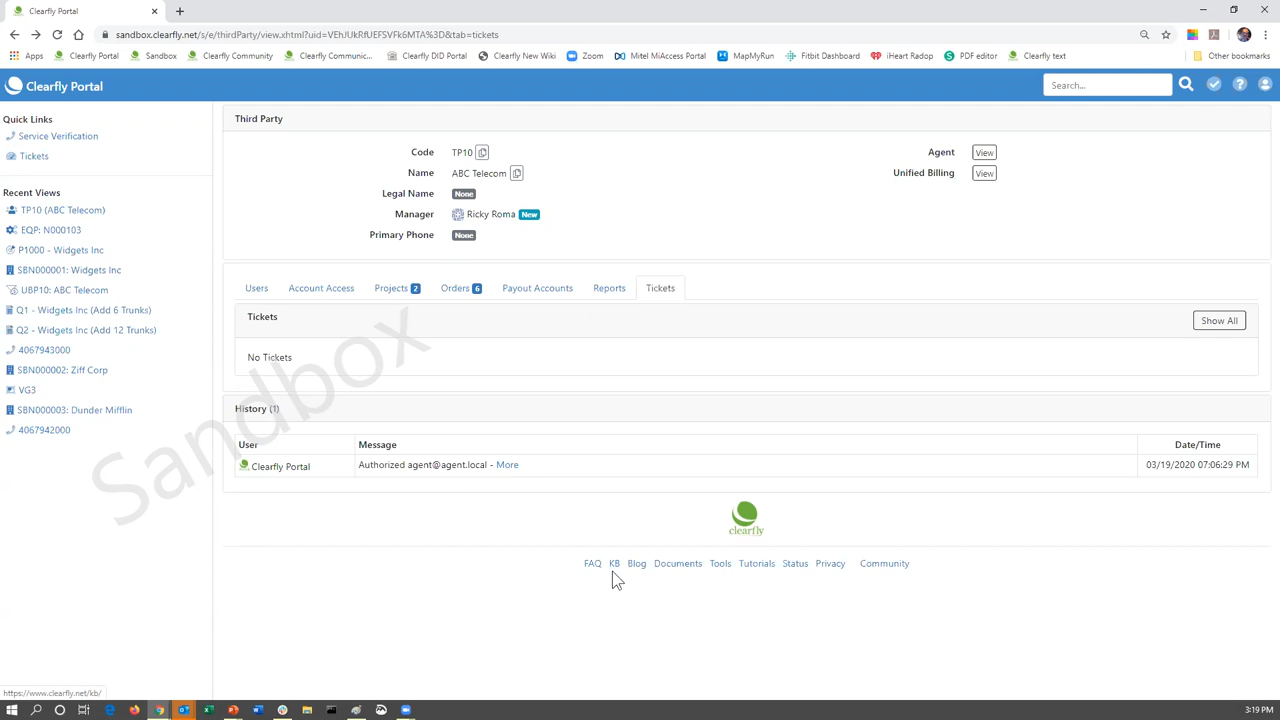 Clearfly Portal
sandbox.clearfly.net/s/e/thirdParty/view.xhtml?uid=VEhJUkRfUEFSVFk6MTA%3D&tab=tickets
Apps Clearfly Portal Sandbox Clearfly Community Clearfly Communic... Clearfly DID Portal Clearfly New Wiki Zoom Mitel MiAccess Portal MapMyRun Fitbit Dashboard iHeart Radop PDF editor Clearfly text Other bookmarks
Clearfly Portal
Search...
Quick Links
Service Verification
Tickets
Recent Views
TP10 (ABC Telecom)
EQP: N000103
P1000 - Widgets Inc
SBN000001: Widgets Inc
UBP10: ABC Telecom
Q1 - Widgets Inc (Add 6 Trunks)
Q2 - Widgets Inc (Add 12 Trunks)
4067943000
SBN000002: Ziff Corp
VG3
SBN000003: Dunder Mifflin
4067942000
Third Party
Code TP10
Name ABC Telecom
Legal Name None
Manager Ricky Roma New
Primary Phone None
Agent View
Unified Billing View
Users Account Access Projects 2 Orders 6 Payout Accounts Reports Tickets
Tickets
Show All
No Tickets
History (1)
User Message Date/Time
Clearfly Portal Authorized agent@agent.local - More 03/19/2020 07:06:29 PM
Sandbox
clearfly
FAQ KB Blog Documents Tools Tutorials Status Privacy Community
https://www.clearfly.net/kb/
3:19 PM